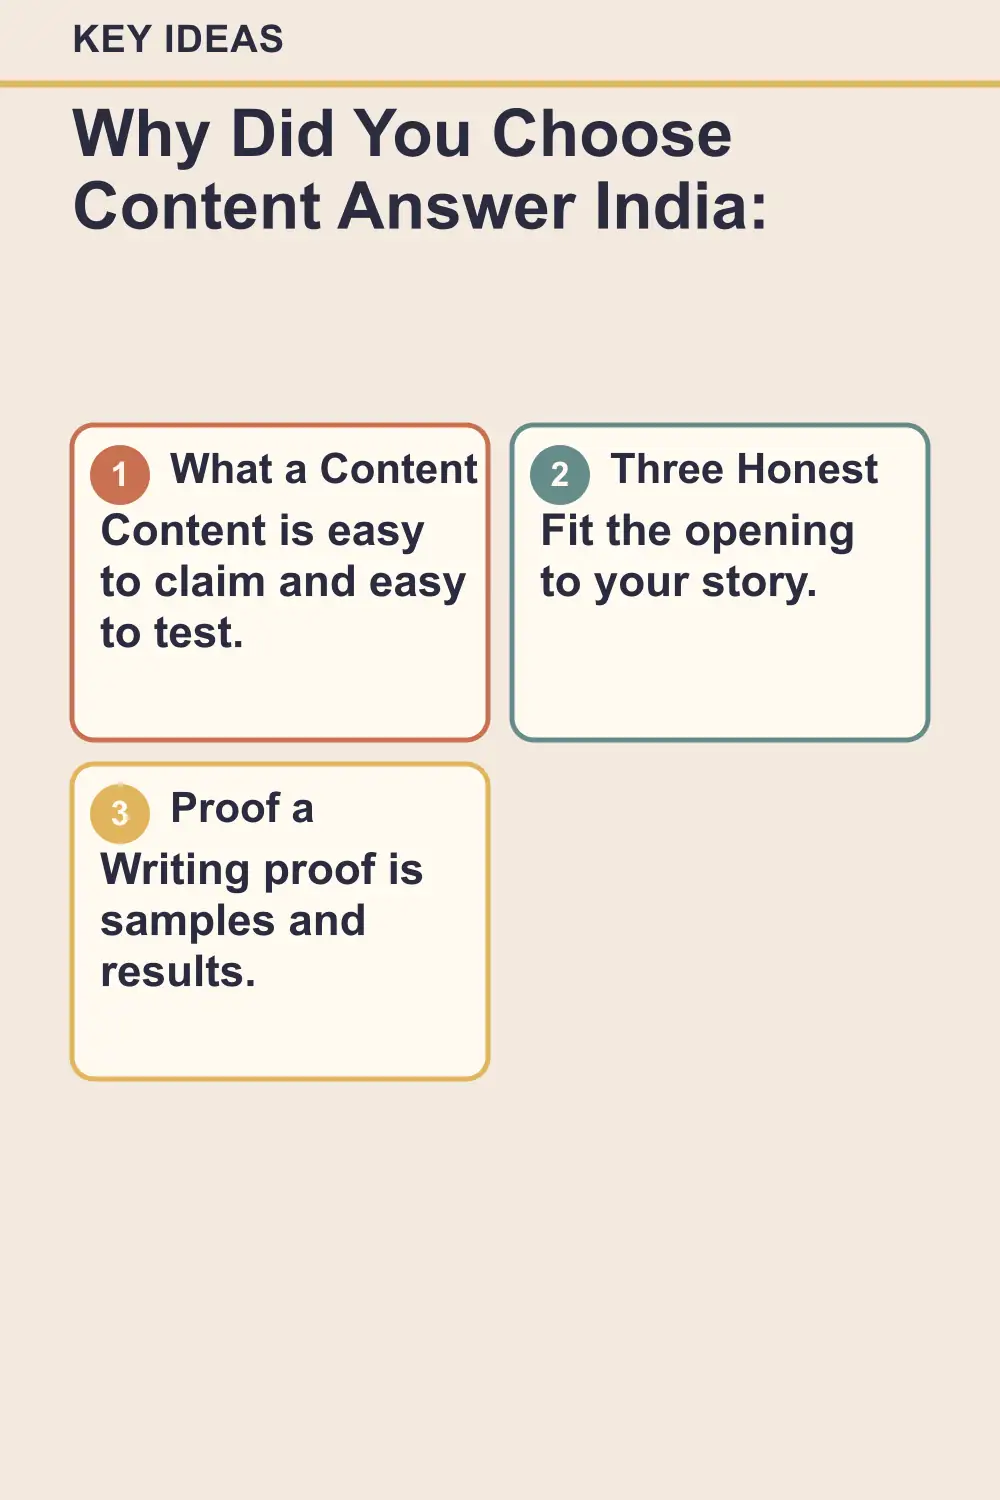 KEY IDEAS
Why Did You Choose
Content Answer India:
1 What a Content
Content is easy
to claim and easy
to test.
2 Three Honest
Fit the opening
to your story.
3 Proof a
Writing proof is
samples and
results.